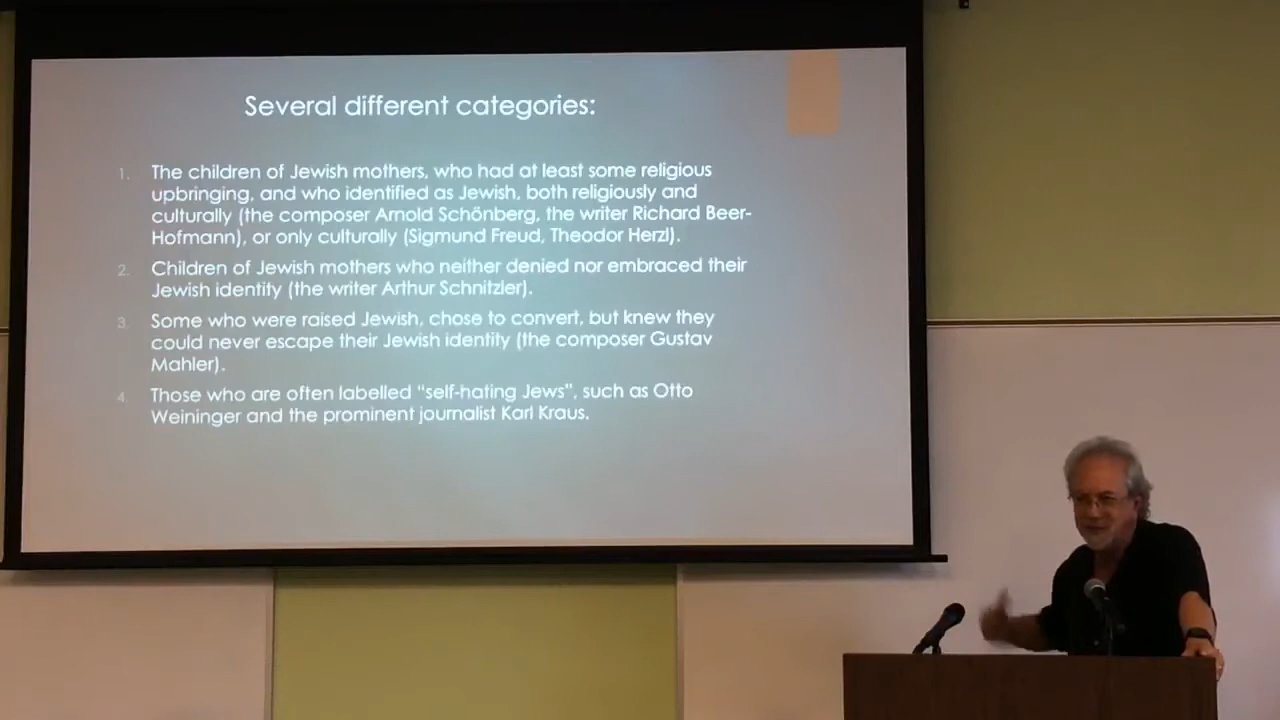 Several different categories:
1. The children of Jewish mothers, who had at least some religious
upbringing, and who identified as Jewish, both religiously and
culturally (the composer Arnold Schönberg, the writer Richard Beer-
Hofmann), or only culturally (Sigmund Freud, Theodor Herzl).
2. Children of Jewish mothers who neither denied nor embraced their
Jewish identity (the writer Arthur Schnitzler).
3. Some who were raised Jewish, chose to convert, but knew they
could never escape their Jewish identity (the composer Gustav
Mahler).
4. Those who are often labelled “self-hating Jews”, such as Otto
Weininger and the prominent journalist Karl Kraus.